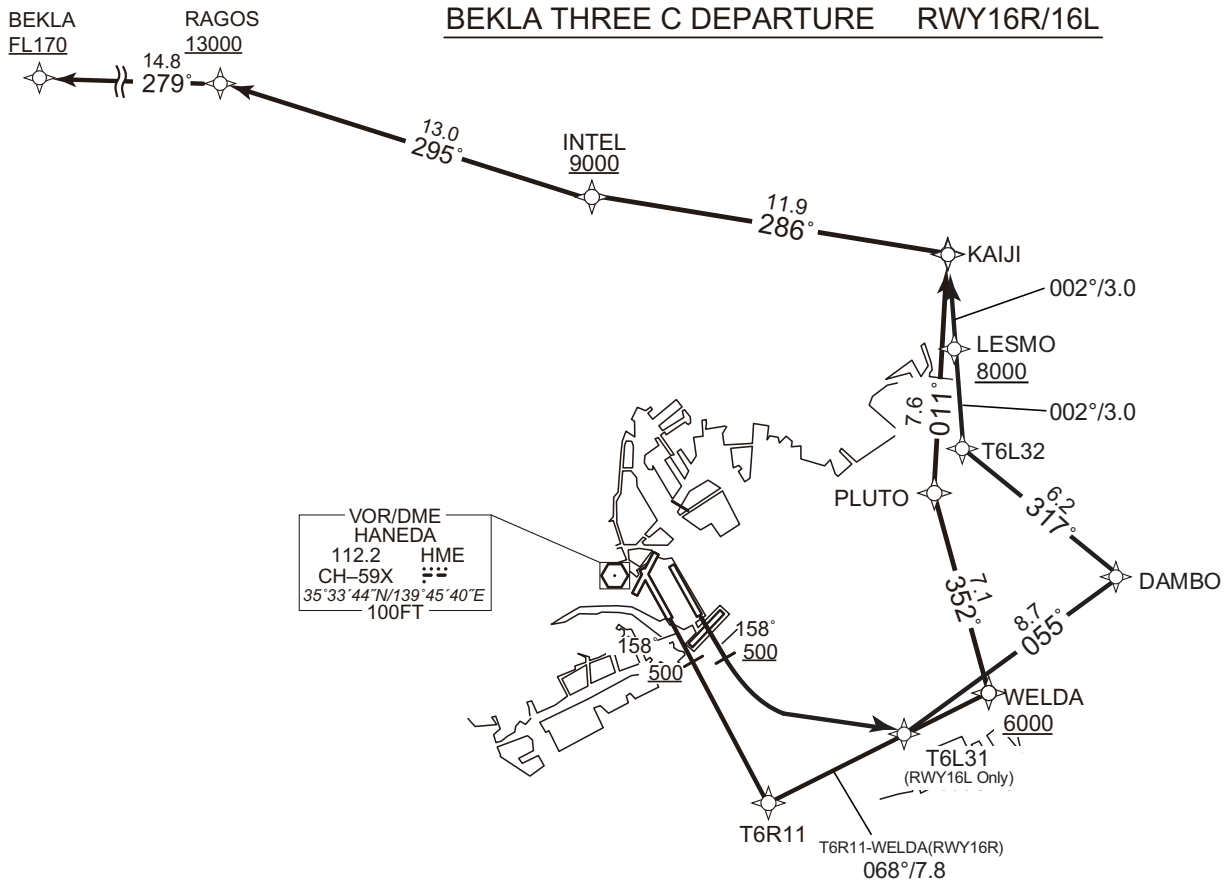 BEKLA THREE C DEPARTURE RWY16R/16L
BEKLA
FL170
RAGOS
13000
14.8
279°
13.0
295°
INTEL
9000
11.9
286°
KAIJI
002°/3.0
LESMO
8000
002°/3.0
7.6
011°
T6L32
PLUTO
6.2
317°
VOR/DME
HANEDA
112.2 HME
CH–59X
35°33´44˝N/139°45´40˝E
100FT
7.1
352°
DAMBO
8.7
055°
158°
500
158°
500
WELDA
6000
T6L31
(RWY16L Only)
T6R11
T6R11-WELDA(RWY16R)
068°/7.8